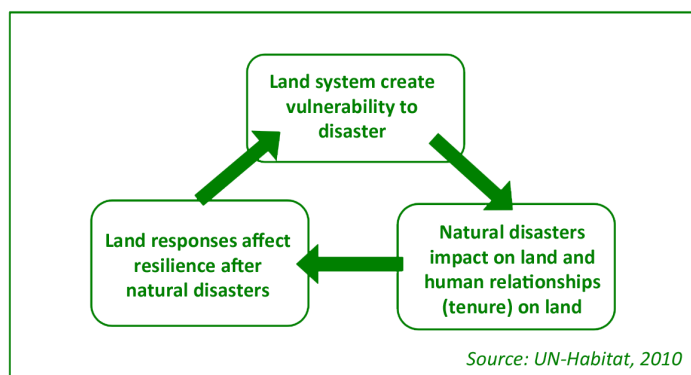 Land system create
vulnerability to
disaster
Natural disasters
impact on land and
human relationships
(tenure) on land
Land responses affect
resilience after
natural disasters
Source: UN-Habitat, 2010